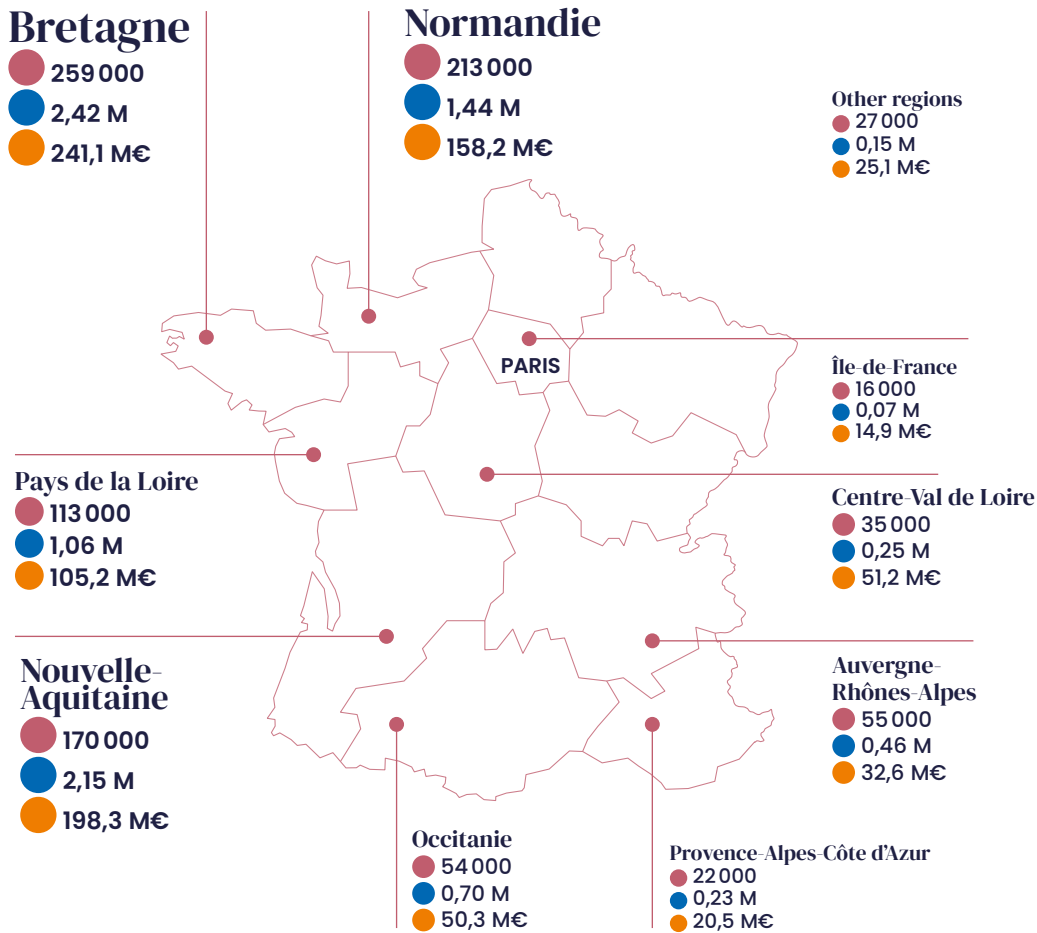 Bretagne
259 000
2,42 M
241,1 M€
Normandie
213 000
1,44 M
158,2 M€
Other regions
27 000
0,15 M
25,1 M€
PARIS
Île-de-France
16 000
0,07 M
14,9 M€
Pays de la Loire
113 000
1,06 M
105,2 M€
Centre-Val de Loire
35 000
0,25 M
51,2 M€
Nouvelle-
Aquitaine
170 000
2,15 M
198,3 M€
Auvergne-
Rhônes-Alpes
55 000
0,46 M
32,6 M€
Occitanie
54 000
0,70 M
50,3 M€
Provence-Alpes-Côte d'Azur
22 000
0,23 M
20,5 M€